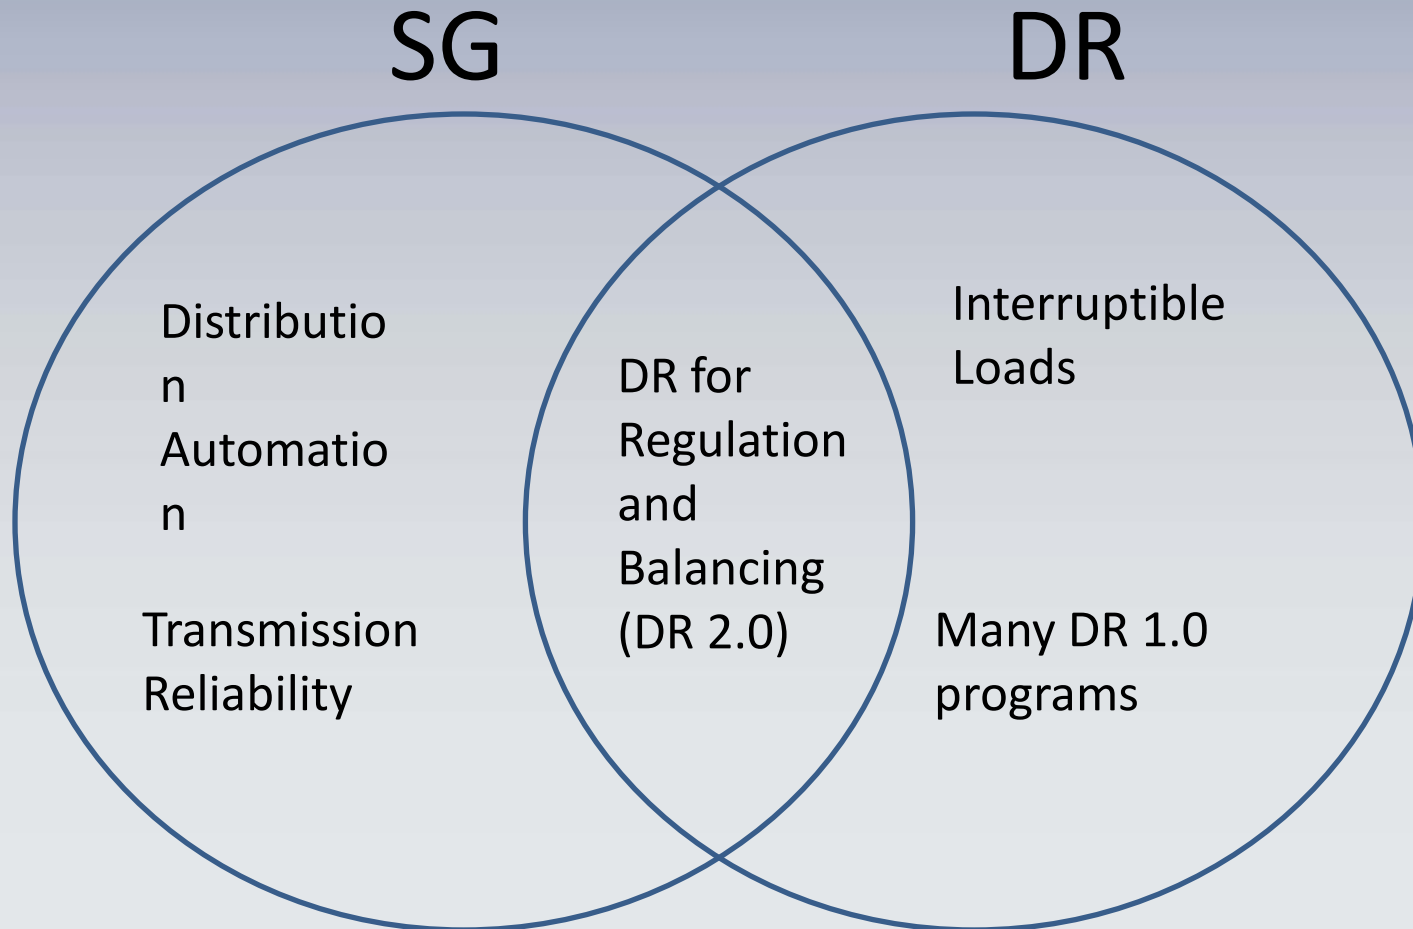 SG
DR
Distributio
n
Automatio
n
Transmission
Reliability
DR for
Regulation
and
Balancing
(DR 2.0)
Interruptible
Loads
Many DR 1.0
programs